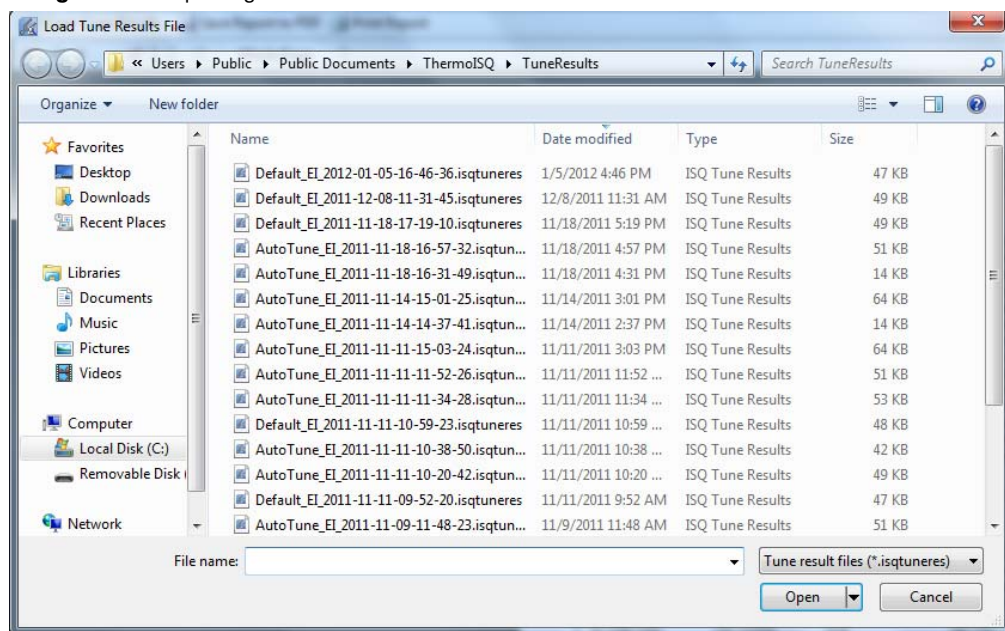 Load Tune Results File
« Users ▸ Public ▸ Public Documents ▸ ThermoISQ ▸ TuneResults
Search TuneResults
Organize
New folder
Favorites
Desktop
Downloads
Recent Places
Libraries
Documents
Music
Pictures
Videos
Computer
Local Disk (C:)
Removable Disk
Network
Name Date modified Type Size
Default_EI_2012-01-05-16-46-36.isqtuneres 1/5/2012 4:46 PM ISQ Tune Results 47 KB
Default_EI_2011-12-08-11-31-45.isqtuneres 12/8/2011 11:31 AM ISQ Tune Results 49 KB
Default_EI_2011-11-18-17-19-10.isqtuneres 11/18/2011 5:19 PM ISQ Tune Results 49 KB
AutoTune_EI_2011-11-18-16-57-32.isqtun... 11/18/2011 4:57 PM ISQ Tune Results 51 KB
AutoTune_EI_2011-11-18-16-31-49.isqtun... 11/18/2011 4:31 PM ISQ Tune Results 14 KB
AutoTune_EI_2011-11-14-15-01-25.isqtun... 11/14/2011 3:01 PM ISQ Tune Results 64 KB
AutoTune_EI_2011-11-14-14-37-41.isqtun... 11/14/2011 2:37 PM ISQ Tune Results 14 KB
AutoTune_EI_2011-11-11-15-03-24.isqtun... 11/11/2011 3:03 PM ISQ Tune Results 64 KB
AutoTune_EI_2011-11-11-11-52-26.isqtun... 11/11/2011 11:52 ... ISQ Tune Results 51 KB
AutoTune_EI_2011-11-11-11-34-28.isqtun... 11/11/2011 11:34 ... ISQ Tune Results 53 KB
Default_EI_2011-11-11-10-59-23.isqtuneres 11/11/2011 10:59 ... ISQ Tune Results 48 KB
AutoTune_EI_2011-11-11-10-38-50.isqtun... 11/11/2011 10:38 ... ISQ Tune Results 42 KB
AutoTune_EI_2011-11-11-10-20-42.isqtun... 11/11/2011 10:20 ... ISQ Tune Results 49 KB
Default_EI_2011-11-11-09-52-20.isqtuneres 11/11/2011 9:52 AM ISQ Tune Results 47 KB
AutoTune_EI_2011-11-09-11-48-23.isqtun... 11/9/2011 11:48 AM ISQ Tune Results 51 KB
File name:
Tune result files (*.isqtuneres)
Open
Cancel